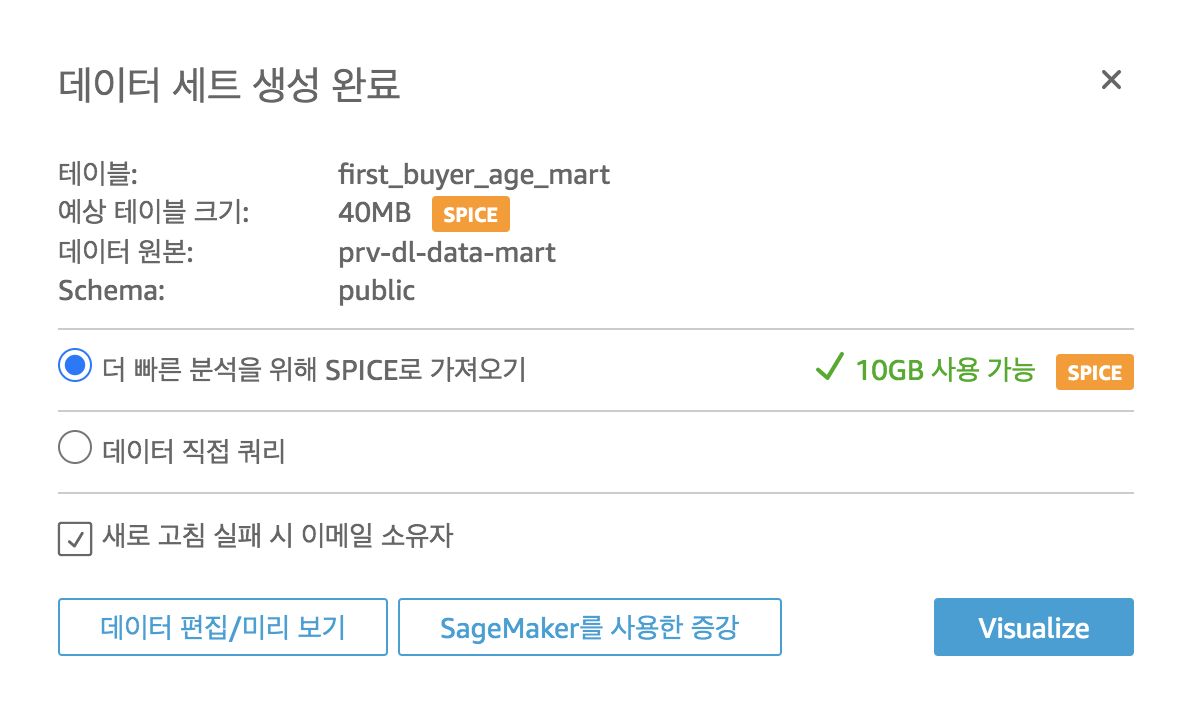 데이터 세트 생성 완료
테이블: first_buyer_age_mart
예상 테이블 크기: 40MB SPICE
데이터 원본: prv-dl-data-mart
Schema: public
더 빠른 분석을 위해 SPICE로 가져오기 10GB 사용 가능 SPICE
데이터 직접 쿼리
새로 고침 실패 시 이메일 소유자
데이터 편집/미리 보기 SageMaker를 사용한 증강 Visualize